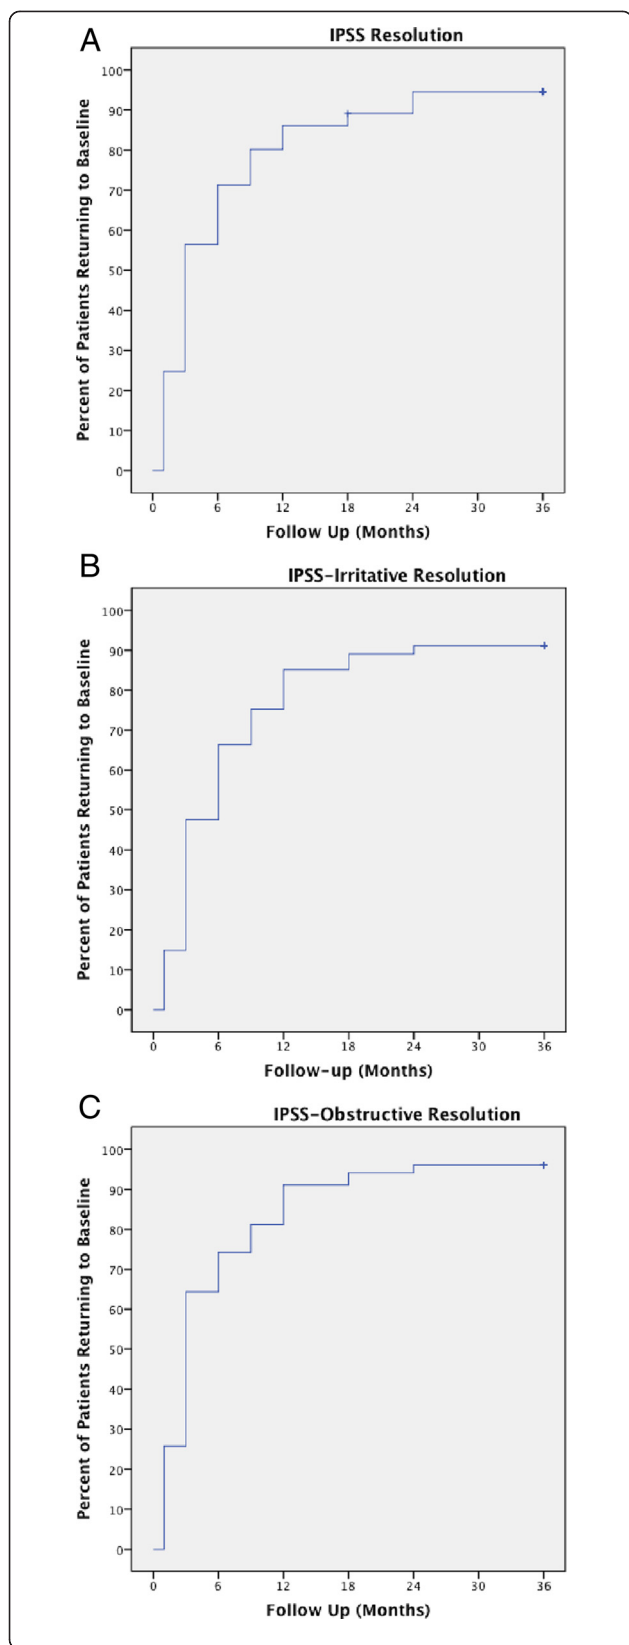 A
IPSS Resolution
Percent of Patients Returning to Baseline
100
90
80
70
60
50
40
30
20
10
0
0 6 12 18 24 30 36
Follow Up (Months)
B
IPSS-Irritative Resolution
Percent of Patients Returning to Baseline
100
90
80
70
60
50
40
30
20
10
0
0 6 12 18 24 30 36
Follow-up (Months)
C
IPSS-Obstructive Resolution
Percent of Patients Returning to Baseline
100
90
80
70
60
50
40
30
20
10
0
0 6 12 18 24 30 36
Follow Up (Months)